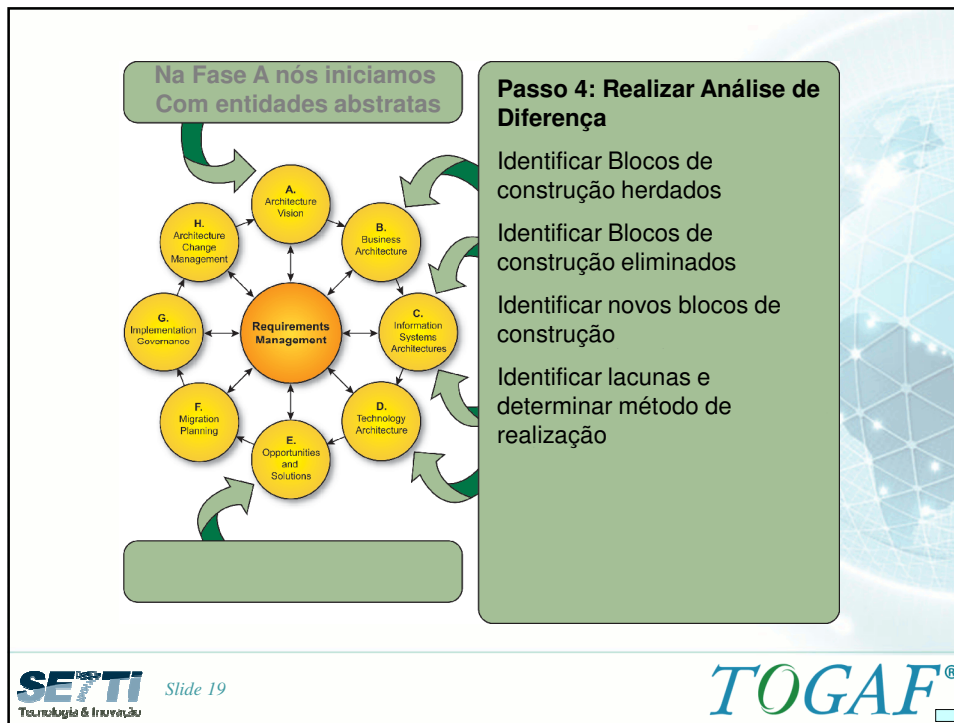 Na Fase A nós iniciamos
Com entidades abstratas
Passo 4: Realizar Análise de
Diferença
Identificar Blocos de
construção herdados
Identificar Blocos de
construção eliminados
Identificar novos blocos de
construção
Identificar lacunas e
determinar método de
realização
A.
Architecture
Vision
B.
Business
Architecture
C.
Information
Systems
Architectures
D.
Technology
Architecture
E.
Opportunities
and
Solutions
F.
Migration
Planning
G.
Implementation
Governance
H.
Architecture
Change
Management
Requirements
Management
Tecnologia & Inovação
Slide 19
TOGAF®